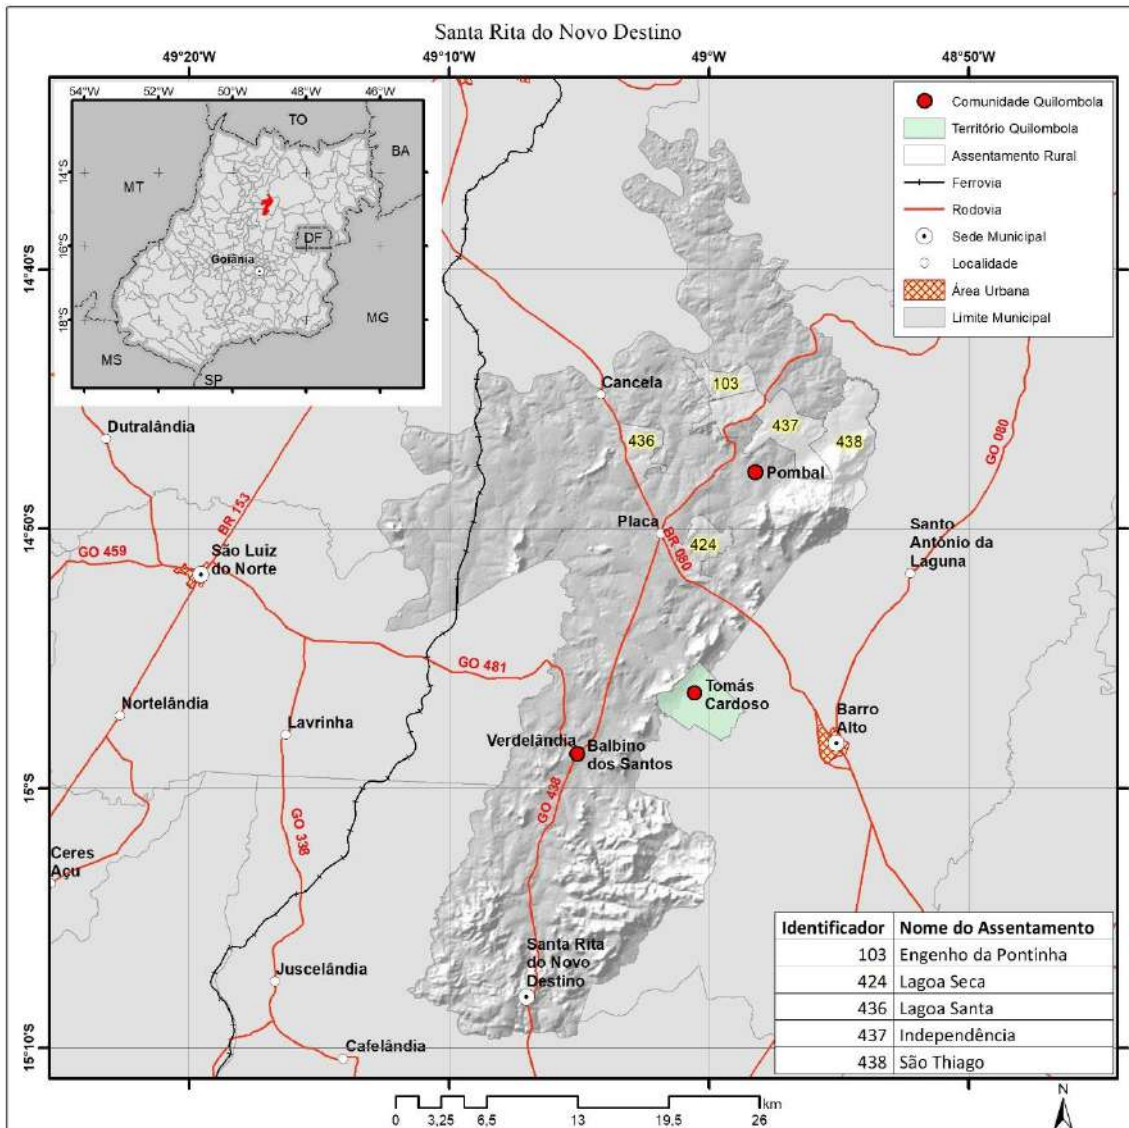 Santa Rita do Novo Destino
49°20'W
49°10'W
49°W
48°50'W
54°W
52°W
50°W
48°W
46°W
TO
BA
MT
DF
Goiânia
MG
MS
SP
14°S
16°S
18°S
Comunidade Quilombola
Território Quilombola
Assentamento Rural
Ferrovia
Rodovia
Sede Municipal
Localidade
Área Urbana
Limite Municipal
14°40'S
14°50'S
15°S
15°10'S
Cancela
103
437
436
438
Pombal
Dutralândia
BR 153
GO 080
Placa
BR 080
424
Santo
Antônio da
Laguna
GO 459
São Luiz
do Norte
GO 481
Tomás
Cardoso
Nortelândia
Lavrinha
Barro
Alto
Verdelândia
Balbino
dos Santos
GO 438
GO 338
Ceres
Açu
Santa Rita
do Novo
Destino
Juscelândia
Cafelândia
Identificador Nome do Assentamento
103 Engenho da Pontinha
424 Lagoa Seca
436 Lagoa Santa
437 Independência
438 São Thiago
0 3,25 6,5 13 19,5 26
km
N